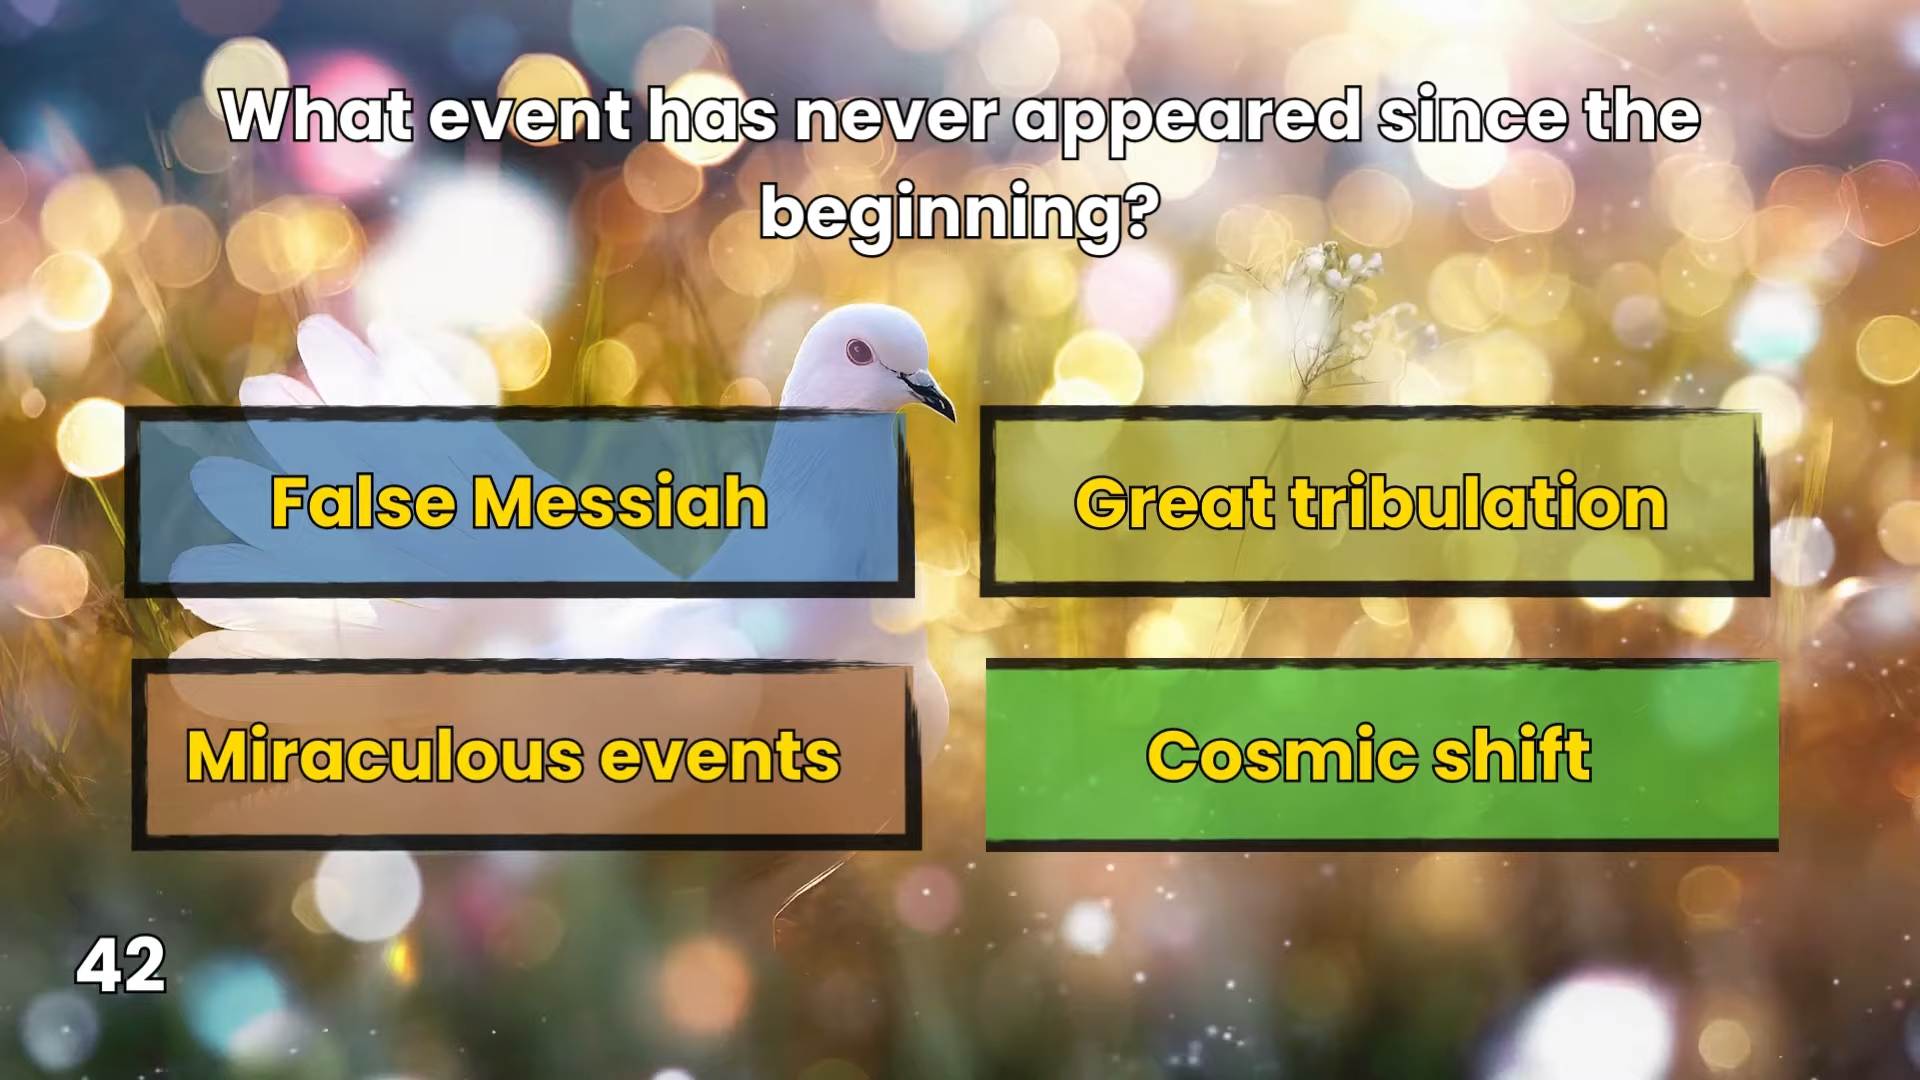 What event has never appeared since the
beginning?
False Messiah
Great tribulation
Miraculous events
Cosmic shift
42